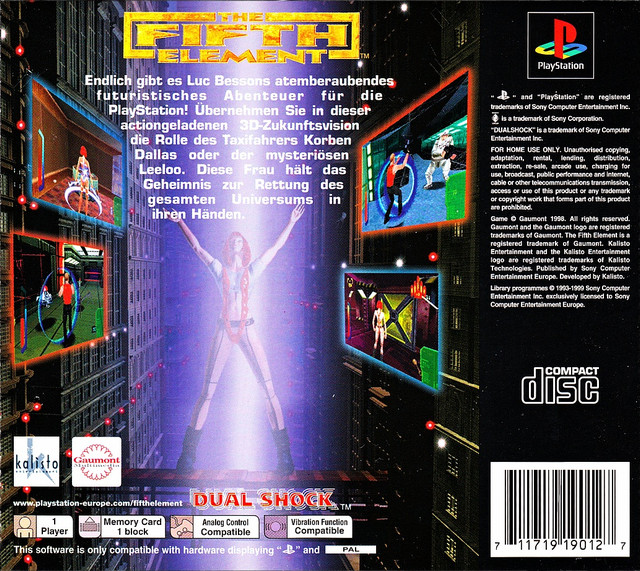 THE
FIFTH
ELEMENT™
Endlich gibt es Luc Bessons atemberaubendes
futuristisches Abenteuer für die
PlayStation! Übernehmen Sie in dieser
actiongeladenen 3D-Zukunftsvision
die Rolle des Taxifahrers Korben
Dallas oder der mysteriösen
Leeloo. Diese Frau hält das
Geheimnis zur Rettung des
gesamten Universums in
ihren Händen.
kalisto
Gaumont
Multimedia
www.playstation-europe.com/fifthelement
DUAL SHOCK™
1
Player
Memory Card
1 block
Analog Control
Compatible
Vibration Function
Compatible
This software is only compatible with hardware displaying " " and PAL
PlayStation
" " and "PlayStation" are registered
trademarks of Sony Computer Entertainment Inc.
is a trademark of Sony Corporation.
"DUALSHOCK" is a trademark of Sony Computer
Entertainment Inc.
FOR HOME USE ONLY. Unauthorised copying,
adaptation, rental, lending, distribution,
extraction, re-sale, arcade use, charging for
use, broadcast, public performance and internet,
cable or other telecommunications transmission,
access or use of this product or any trademark
or copyright work that forms part of this product
are prohibited.
Game © Gaumont 1998. All rights reserved.
Gaumont and the Gaumont logo are registered
trademarks of Gaumont. The Fifth Element is a
registered trademark of Gaumont. Kalisto
Entertainment and the Kalisto Entertainment
logo are registered trademarks of Kalisto
Technologies. Published by Sony Computer
Entertainment Europe. Developed by Kalisto.
Library programmes © 1993-1999 Sony Computer
Entertainment Inc. exclusively licensed to Sony
Computer Entertainment Europe.
COMPACT
disc
7 11719 19012 7